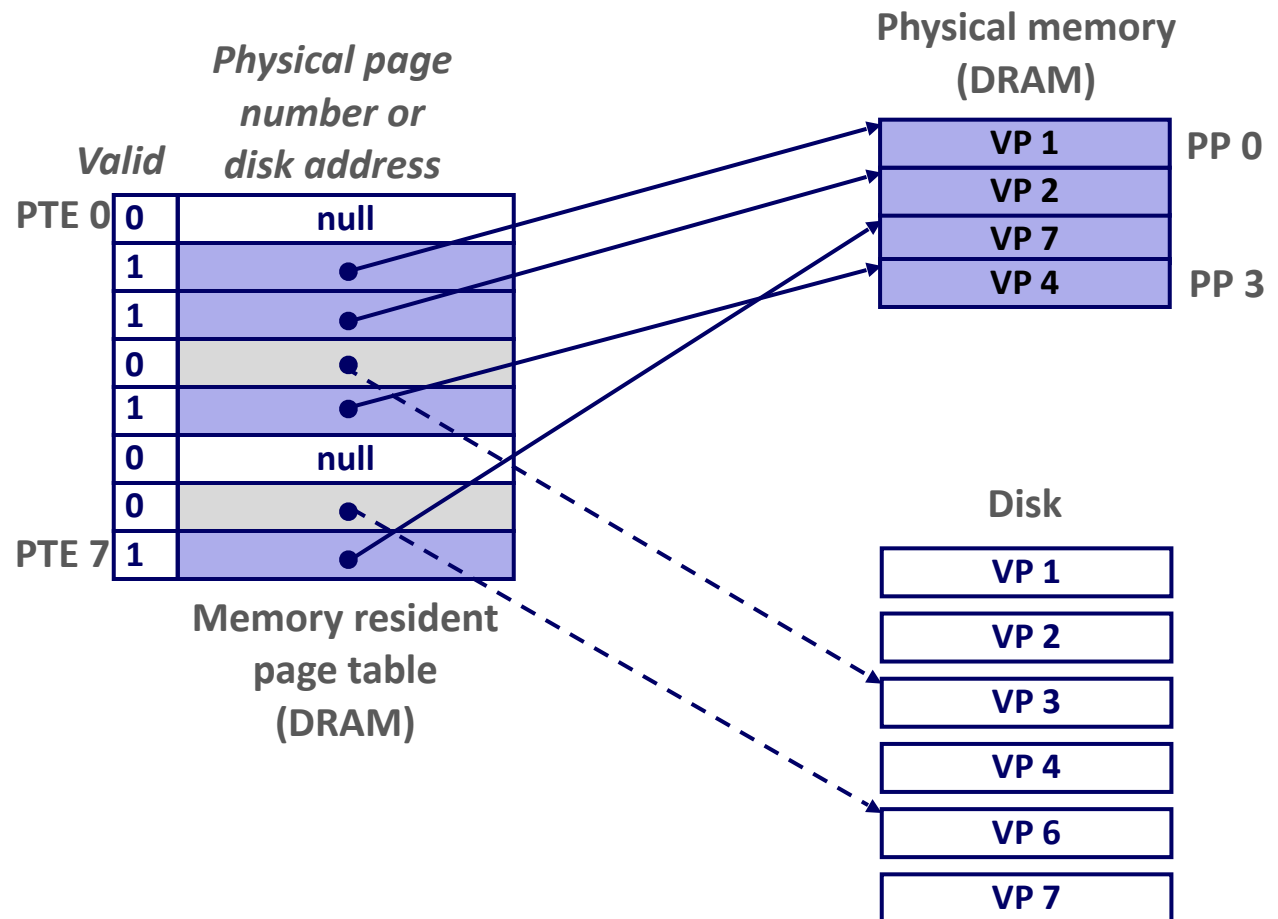 Physical page
number or
disk address
Valid
PTE 0
0
null
1
1
0
1
0
null
0
PTE 7
1
Memory resident
page table
(DRAM)
Physical memory
(DRAM)
VP 1
PP 0
VP 2
VP 7
VP 4
PP 3
Disk
VP 1
VP 2
VP 3
VP 4
VP 6
VP 7